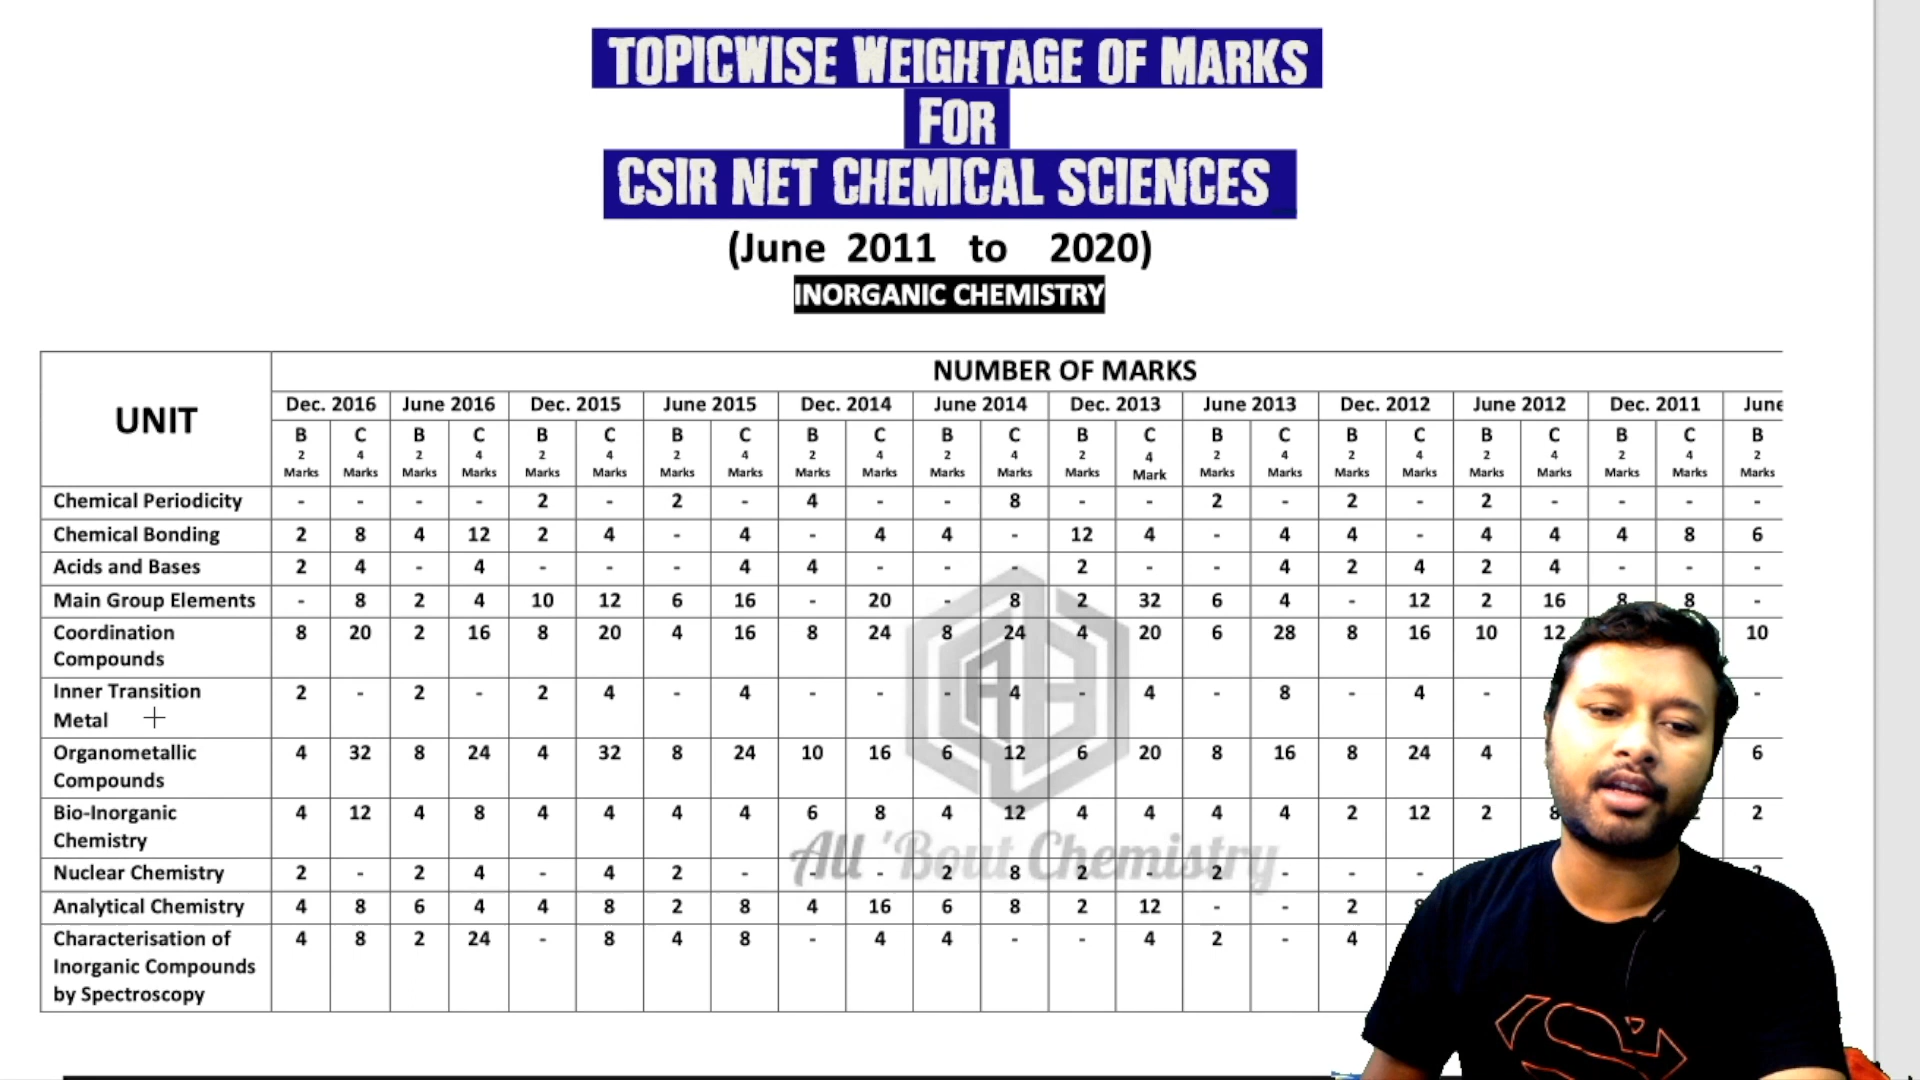 TOPICWISE WEIGHTAGE OF MARKS
FOR
CSIR NET CHEMICAL SCIENCES
(June 2011 to 2020)
INORGANIC CHEMISTRY
UNIT
NUMBER OF MARKS
Dec. 2016 June 2016 Dec. 2015 June 2015 Dec. 2014 June 2014 Dec. 2013 June 2013 Dec. 2012 June 2012 Dec. 2011 June
B C B C B C B C B C B C B C B C B C B C B C B
2 4 2 4 2 4 2 4 2 4 2 4 2 4 2 4 2 4 2 4 2 4 2
Marks Marks Marks Marks Marks Marks Marks Marks Marks Marks Marks Marks Marks Mark Marks Marks Marks Marks Marks Marks Marks Marks Marks
Chemical Periodicity - - - - 2 - 2 - 4 - - 8 - - 2 - 2 - 2 - - - -
Chemical Bonding 2 8 4 12 2 4 - 4 - 4 4 - 12 4 - 4 4 - 4 4 4 8 6
Acids and Bases 2 4 - 4 - - - 4 4 - - - 2 - - 4 2 4 2 4 - - -
Main Group Elements - 8 2 4 10 12 6 16 - 20 - 8 2 32 6 4 - 12 2 16 8 8 -
Coordination Compounds 8 20 2 16 8 20 4 16 8 24 8 24 4 20 6 28 8 16 10 12 10
Inner Transition Metal 2 - 2 - 2 4 - 4 - - - 4 - 4 - 8 - 4 - -
Organometallic Compounds 4 32 8 24 4 32 8 24 10 16 6 12 6 20 8 16 8 24 4 6
Bio-Inorganic Chemistry 4 12 4 8 4 4 4 4 6 8 4 12 4 4 4 4 2 12 2 8 2
Nuclear Chemistry 2 - 2 4 - 4 2 - - - 2 8 2 - 2 - - -
Analytical Chemistry 4 8 6 4 4 8 2 8 4 16 6 8 2 12 - - 2
Characterisation of Inorganic Compounds by Spectroscopy 4 8 2 24 - 8 4 8 - 4 4 - - 4 2 - 4
All 'Bout Chemistry